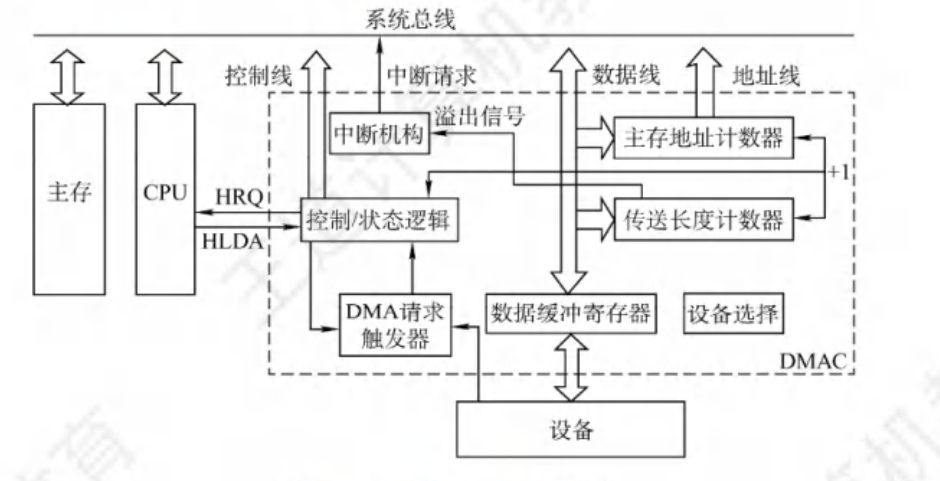 系统总线
控制线
中断请求
数据线
地址线
中断机构
溢出信号
主存地址计数器
主存
CPU
HRQ
HLDA
控制/状态逻辑
+1
传送长度计数器
DMA请求
触发器
数据缓冲寄存器
设备选择
DMAC
设备